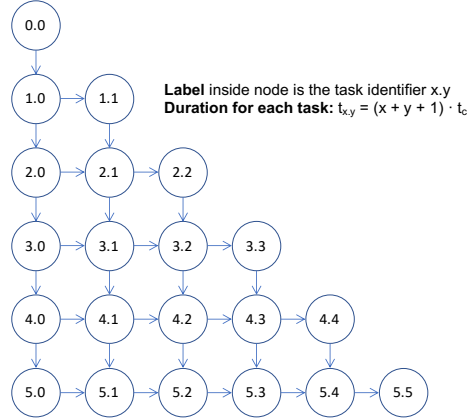 0.0
1.0 1.1
Label inside node is the task identifier x.y
Duration for each task: tx.y = (x + y + 1) · tc
2.0 2.1 2.2
3.0 3.1 3.2 3.3
4.0 4.1 4.2 4.3 4.4
5.0 5.1 5.2 5.3 5.4 5.5